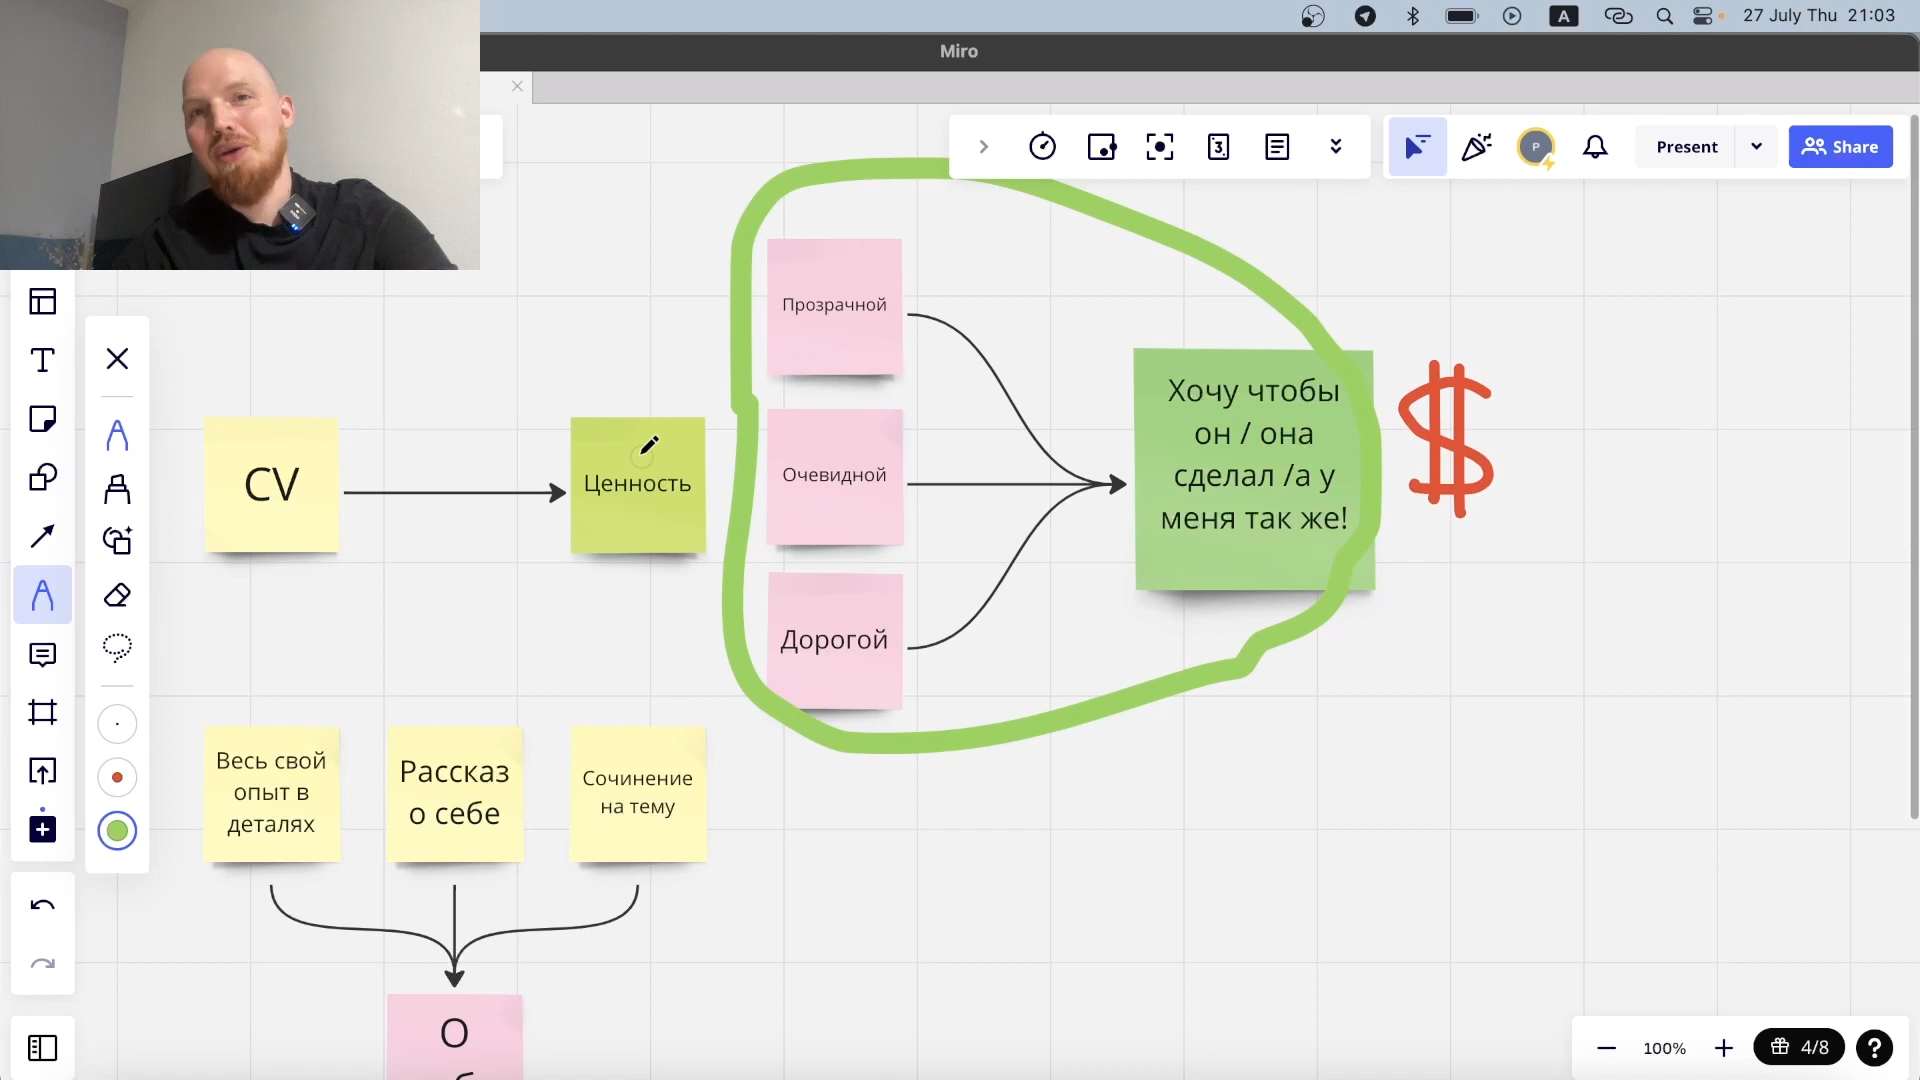 27 July Thu 21:03
Miro
Present
Share
P
3
A
CV
Ценность
Прозрачной
Очевидной
Дорогой
Хочу чтобы
он / она
сделал /а у
меня так же!
$
Весь свой
опыт в
деталях
Рассказ
о себе
Сочинение
на тему
О
100%
4/8
?